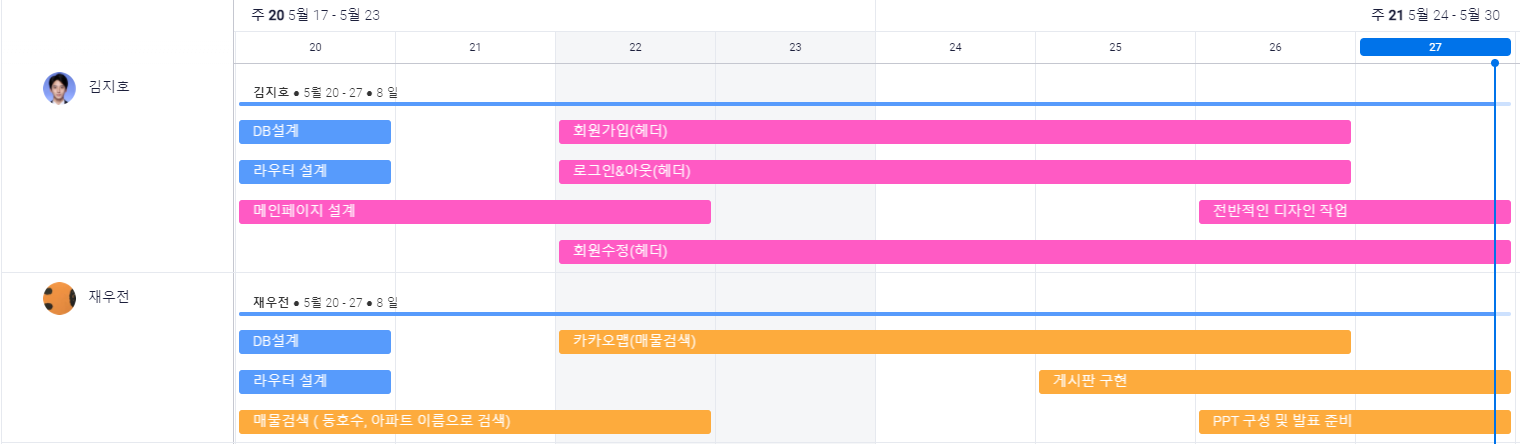 주 20 5월 17 - 5월 23
주 21 5월 24 - 5월 30
20 21 22 23 24 25 26 27
김지호
김지호 ● 5월 20 - 27 ● 8 일
DB설계 회원가입(헤더)
라우터 설계 로그인&아웃(헤더)
메인페이지 설계 전반적인 디자인 작업
회원수정(헤더)
재우전
재우전 ● 5월 20 - 27 ● 8 일
DB설계 카카오맵(매물검색)
라우터 설계 게시판 구현
매물검색 ( 동호수, 아파트 이름으로 검색) PPT 구성 및 발표 준비